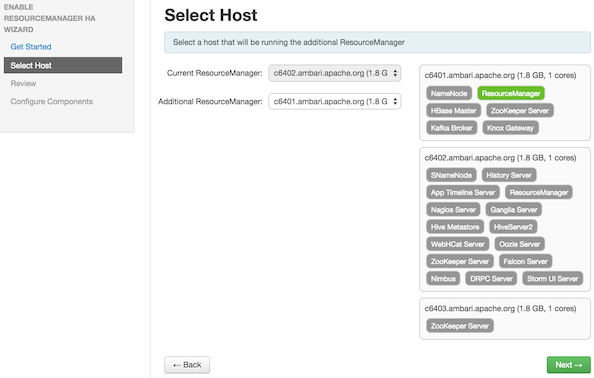 ENABLE
RESOURCEMANAGER HA
WIZARD
Get Started
Select Host
Review
Configure Components
Select Host
Select a host that will be running the additional ResourceManager
Current ResourceManager: c6402.ambari.apache.org (1.8 G
Additional ResourceManager: c6401.ambari.apache.org (1.8 G
c6401.ambari.apache.org (1.8 GB, 1 cores)
NameNode ResourceManager
HBase Master ZooKeeper Server
Kafka Broker Knox Gateway
c6402.ambari.apache.org (1.8 GB, 1 cores)
SNameNode History Server
App Timeline Server ResourceManager
Nagios Server Ganglia Server
Hive Metastore HiveServer2
WebHCat Server Oozie Server
ZooKeeper Server Falcon Server
Nimbus DRPC Server Storm UI Server
c6403.ambari.apache.org (1.8 GB, 1 cores)
ZooKeeper Server
← Back
Next →